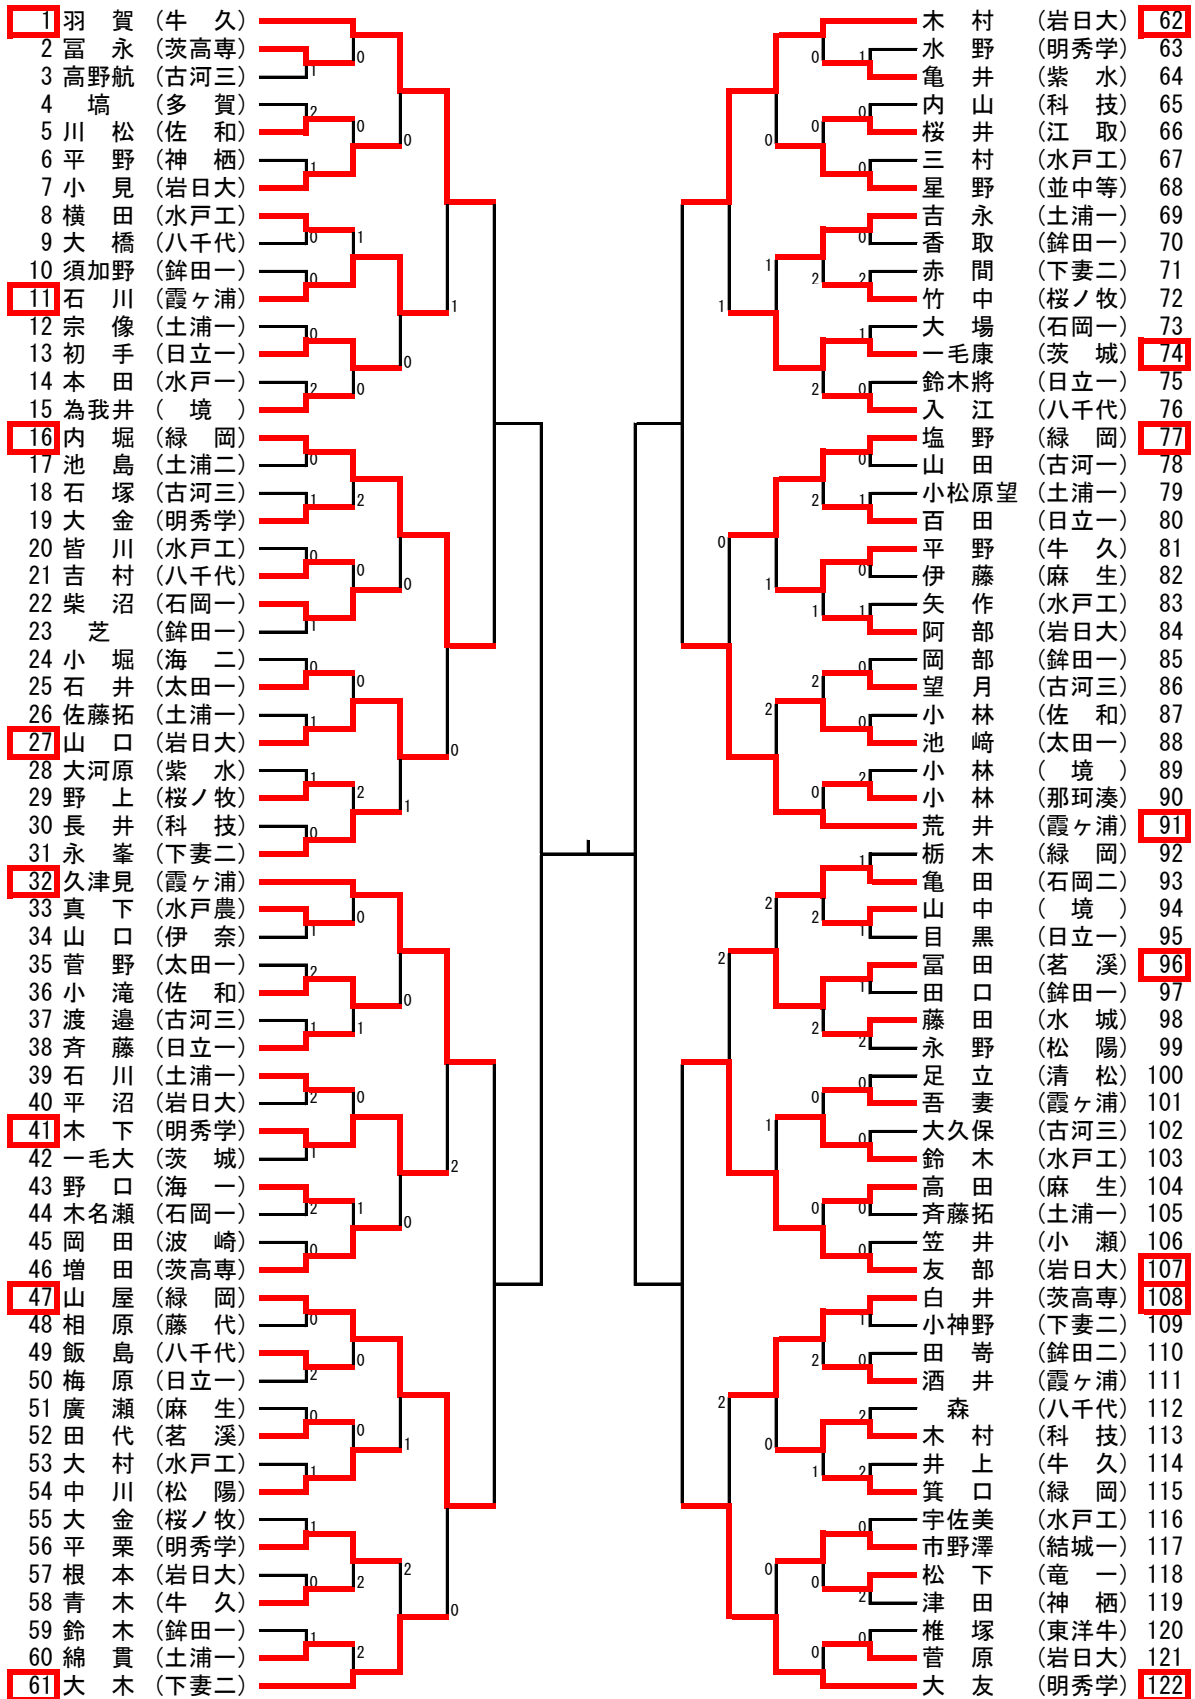 1 羽　賀 （牛　久）
2 冨　永 （茨高専）
3 高野航 （古河三）
4 塙 （多　賀）
5 川　松 （佐　和）
6 平　野 （神　栖）
7 小　見 （岩日大）
8 横　田 （水戸工）
9 大　橋 （八千代）
10 須加野 （鉾田一）
11 石　川 （霞ヶ浦）
12 宗　像 （土浦一）
13 初　手 （日立一）
14 本　田 （水戸一）
15 為我井 （　境　）
16 内　堀 （緑　岡）
17 池　島 （土浦二）
18 石　塚 （古河三）
19 大　金 （明秀学）
20 皆　川 （水戸工）
21 吉　村 （八千代）
22 柴　沼 （石岡一）
23 芝 （鉾田一）
24 小　堀 （海　二）
25 石　井 （太田一）
26 佐藤拓 （土浦一）
27 山　口 （岩日大）
28 大河原 （紫　水）
29 野　上 （桜ノ牧）
30 長　井 （科　技）
31 永　峯 （下妻二）
32 久津見 （霞ヶ浦）
33 真　下 （水戸農）
34 山　口 （伊　奈）
35 菅　野 （太田一）
36 小　滝 （佐　和）
37 渡　邉 （古河三）
38 斉　藤 （日立一）
39 石　川 （土浦一）
40 平　沼 （岩日大）
41 木　下 （明秀学）
42 一毛大 （茨　城）
43 野　口 （海　一）
44 木名瀬 （石岡一）
45 岡　田 （波　崎）
46 増　田 （茨高専）
47 山　屋 （緑　岡）
48 相　原 （藤　代）
49 飯　島 （八千代）
50 梅　原 （日立一）
51 廣　瀬 （麻　生）
52 田　代 （茗　溪）
53 大　村 （水戸工）
54 中　川 （松　陽）
55 大　金 （桜ノ牧）
56 平　栗 （明秀学）
57 根　本 （岩日大）
58 青　木 （牛　久）
59 鈴　木 （鉾田一）
60 綿　貫 （土浦一）
61 大　木 （下妻二）
木　村 （岩日大） 62
水　野 （明秀学） 63
亀　井 （紫　水） 64
内　山 （科　技） 65
桜　井 （江　取） 66
三　村 （水戸工） 67
星　野 （並中等） 68
吉　永 （土浦一） 69
香　取 （鉾田一） 70
赤　間 （下妻二） 71
竹　中 （桜ノ牧） 72
大　場 （石岡一） 73
一毛康 （茨　城） 74
鈴木將 （日立一） 75
入　江 （八千代） 76
塩　野 （緑　岡） 77
山　田 （古河一） 78
小松原望 （土浦一） 79
百　田 （日立一） 80
平　野 （牛　久） 81
伊　藤 （麻　生） 82
矢　作 （水戸工） 83
阿　部 （岩日大） 84
岡　部 （鉾田一） 85
望　月 （古河三） 86
小　林 （佐　和） 87
池　﨑 （太田一） 88
小　林 （　境　） 89
小　林 （那珂湊） 90
荒　井 （霞ヶ浦） 91
栃　木 （緑　岡） 92
亀　田 （石岡二） 93
山　中 （　境　） 94
目　黒 （日立一） 95
冨　田 （茗　溪） 96
田　口 （鉾田一） 97
藤　田 （水　城） 98
永　野 （松　陽） 99
足　立 （清　松） 100
吾　妻 （霞ヶ浦） 101
大久保 （古河三） 102
鈴　木 （水戸工） 103
高　田 （麻　生） 104
斉藤拓 （土浦一） 105
笠　井 （小　瀬） 106
友　部 （岩日大） 107
白　井 （茨高専） 108
小神野 （下妻二） 109
田　嵜 （鉾田二） 110
酒　井 （霞ヶ浦） 111
森 （八千代） 112
木　村 （科　技） 113
井　上 （牛　久） 114
箕　口 （緑　岡） 115
宇佐美 （水戸工） 116
市野澤 （結城一） 117
松　下 （竜　一） 118
津　田 （神　栖） 119
椎　塚 （東洋牛） 120
菅　原 （岩日大） 121
大　友 （明秀学） 122